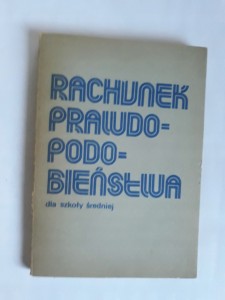 RACHUNEK
PRAWDO-
PODO-
BIEŃSTWA
dla szkoły średniej